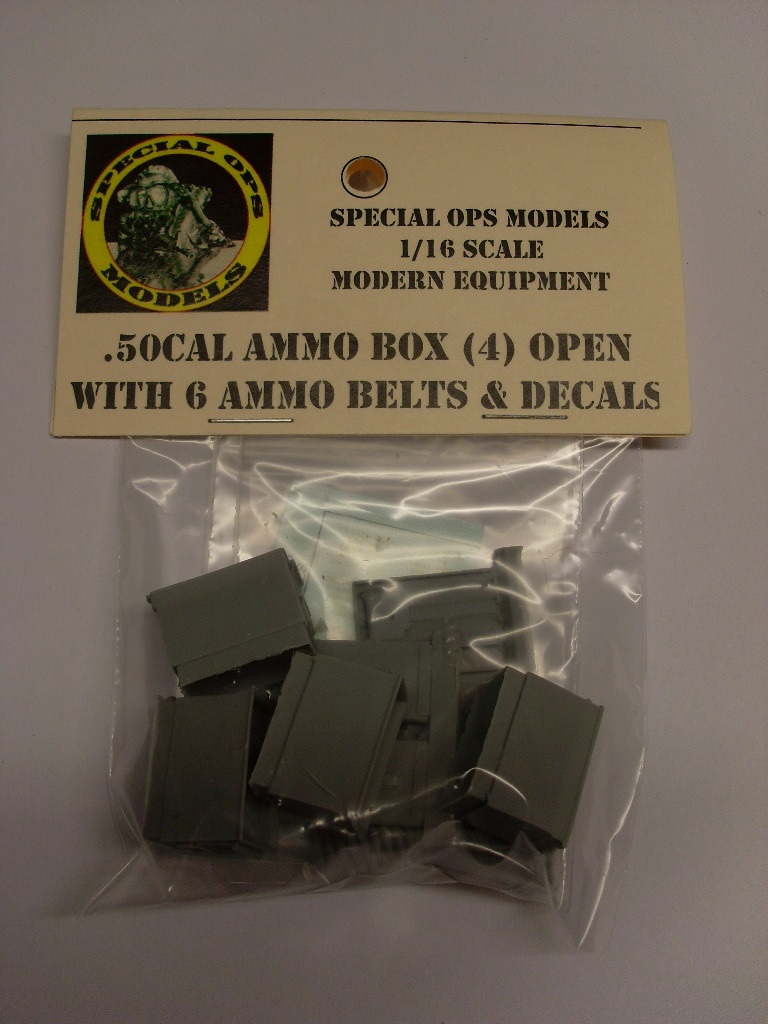 SPECIAL OPS
MODELS
SPECIAL OPS MODELS
1/16 SCALE
MODERN EQUIPMENT
.50CAL AMMO BOX (4) OPEN
WITH 6 AMMO BELTS & DECALS